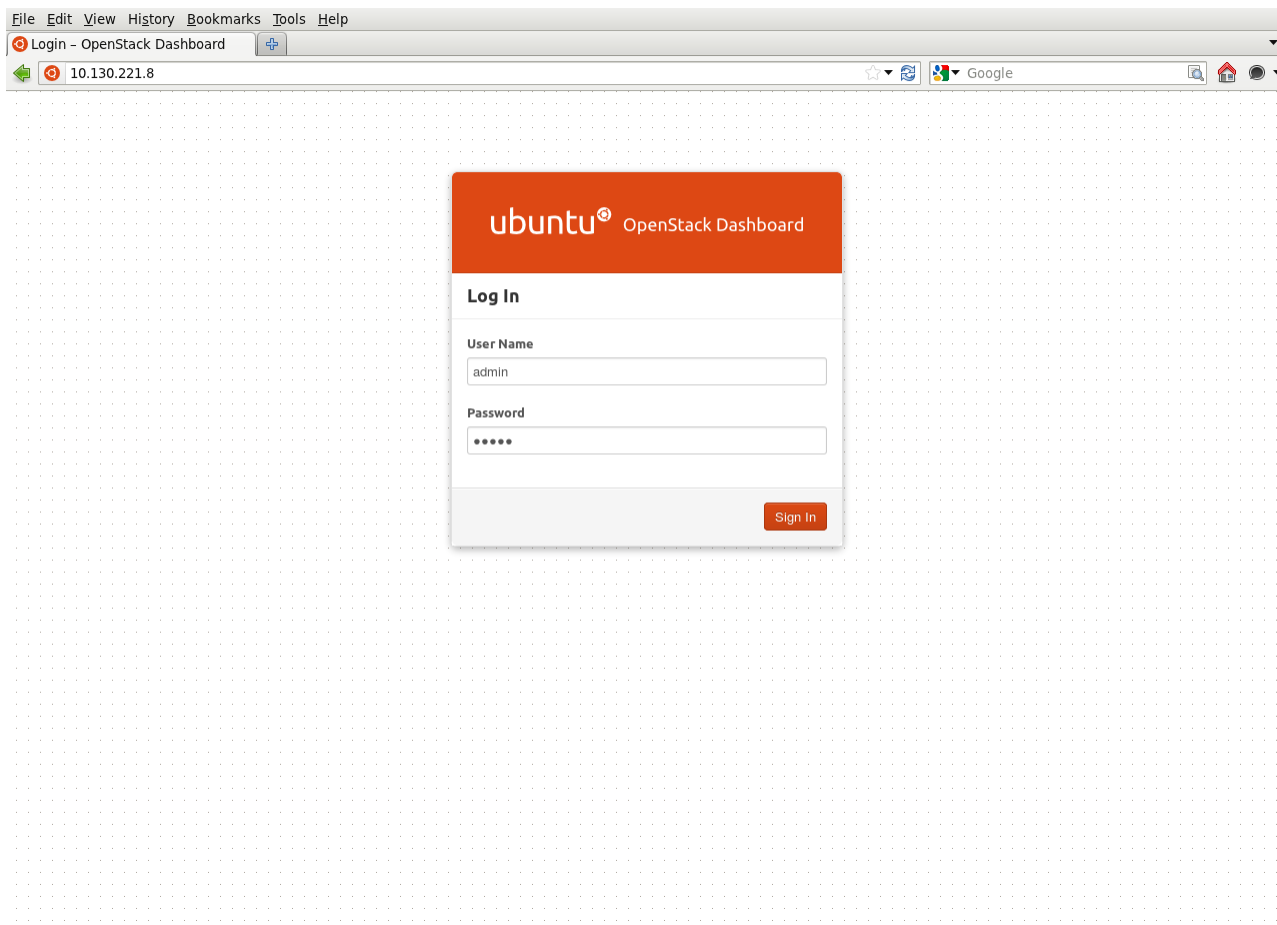 File Edit View History Bookmarks Tools Help
Login – OpenStack Dashboard
10.130.221.8 Google
ubuntu OpenStack Dashboard
Log In
User Name
admin
Password
•••••
Sign In